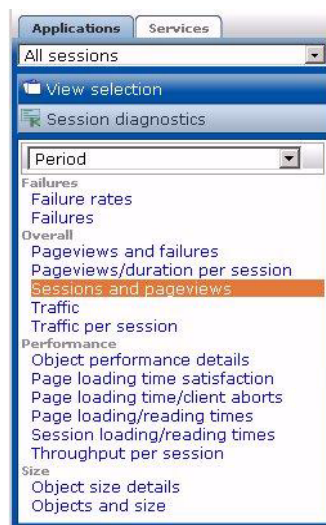 Applications Services
All sessions
View selection
Session diagnostics
Period
Failures
Failure rates
Failures
Overall
Pageviews and failures
Pageviews/duration per session
Sessions and pageviews
Traffic
Traffic per session
Performance
Object performance details
Page loading time satisfaction
Page loading time/client aborts
Page loading/reading times
Session loading/reading times
Throughput per session
Size
Object size details
Objects and size